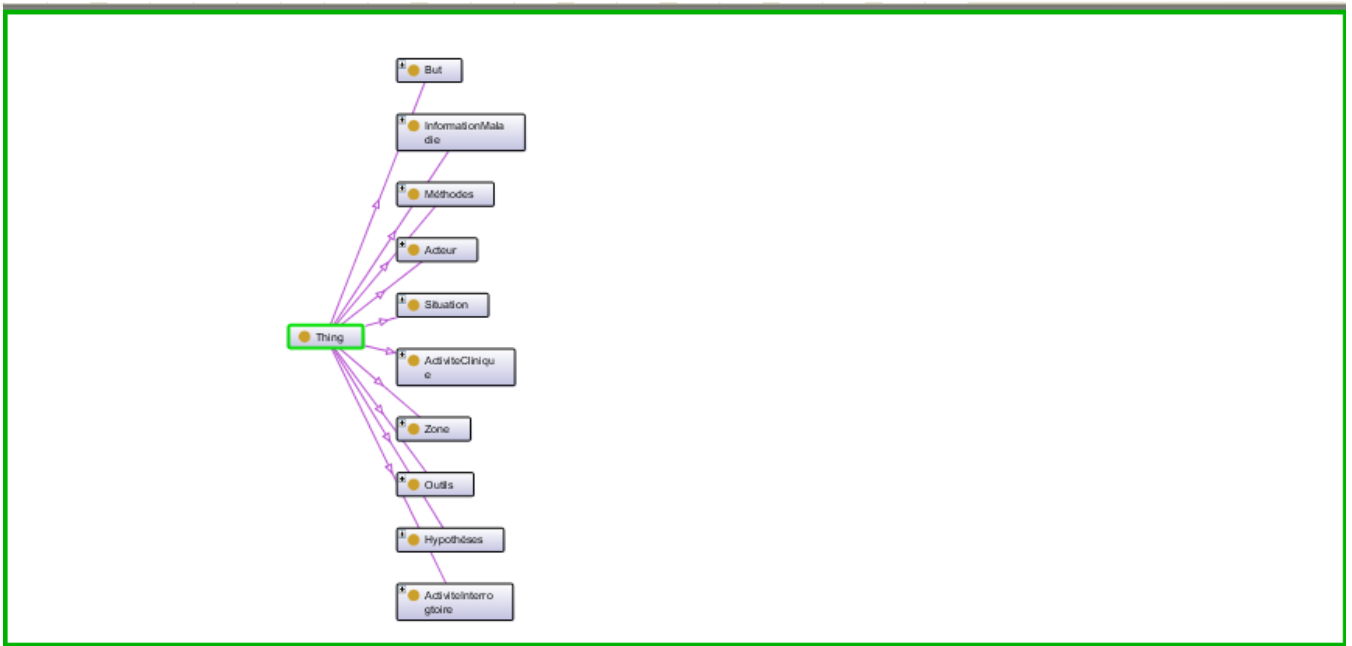 But
InformationMala
die
Méthodes
Acteur
Situation
Thing
ActiviteCliniqu
e
Zone
Outils
Hypothèses
ActiviteInterro
gtoire